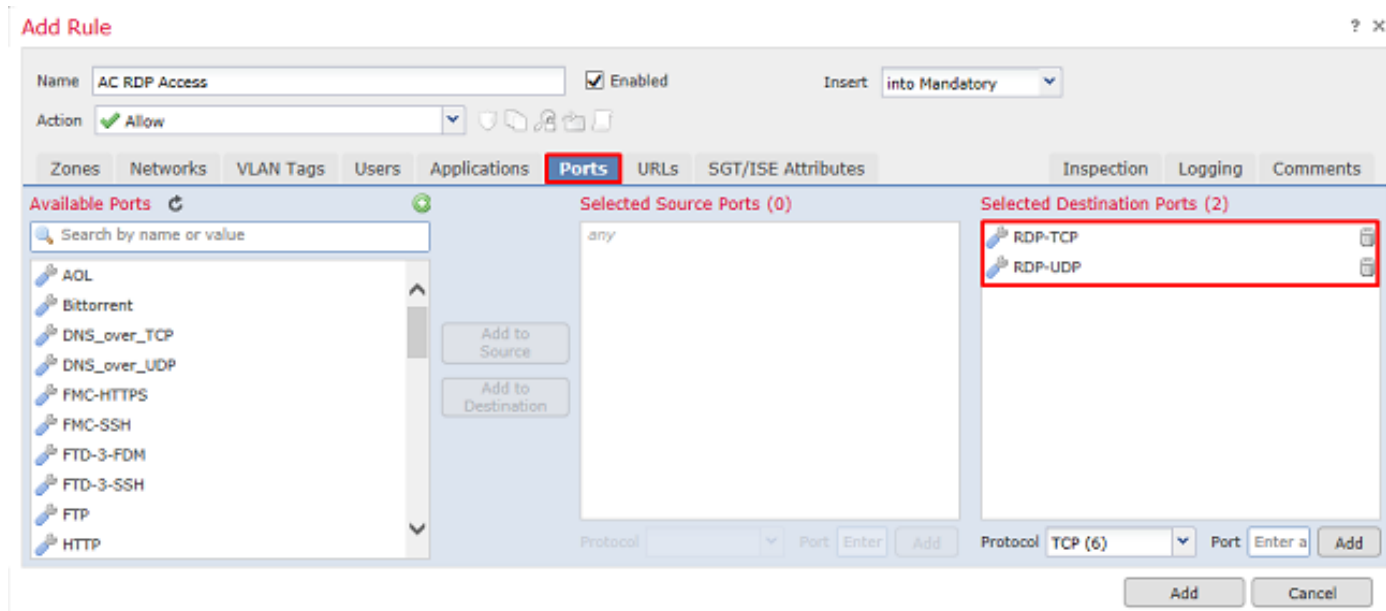 Add Rule ? X
Name AC RDP Access Enabled Insert into Mandatory
Action Allow
Zones Networks VLAN Tags Users Applications Ports URLs SGT/ISE Attributes Inspection Logging Comments
Available Ports Selected Source Ports (0) Selected Destination Ports (2)
Search by name or value any RDP-TCP
AOL RDP-UDP
Bittorrent
DNS_over_TCP Add to Source
DNS_over_UDP
FMC-HTTPS Add to Destination
FMC-SSH
FTD-3-FDM
FTD-3-SSH
FTP
HTTP Protocol Port Enter Add Protocol TCP (6) Port Enter a Add
Add Cancel